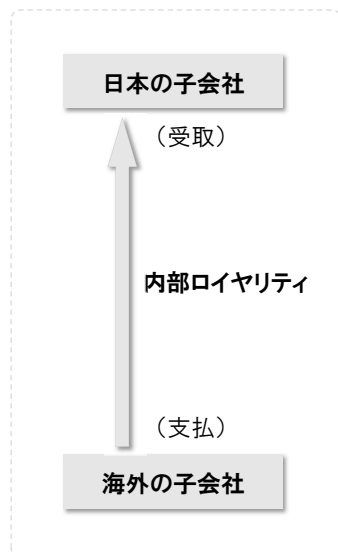 日本の子会社
（受取）
内部ロイヤリティ
（支払）
海外の子会社